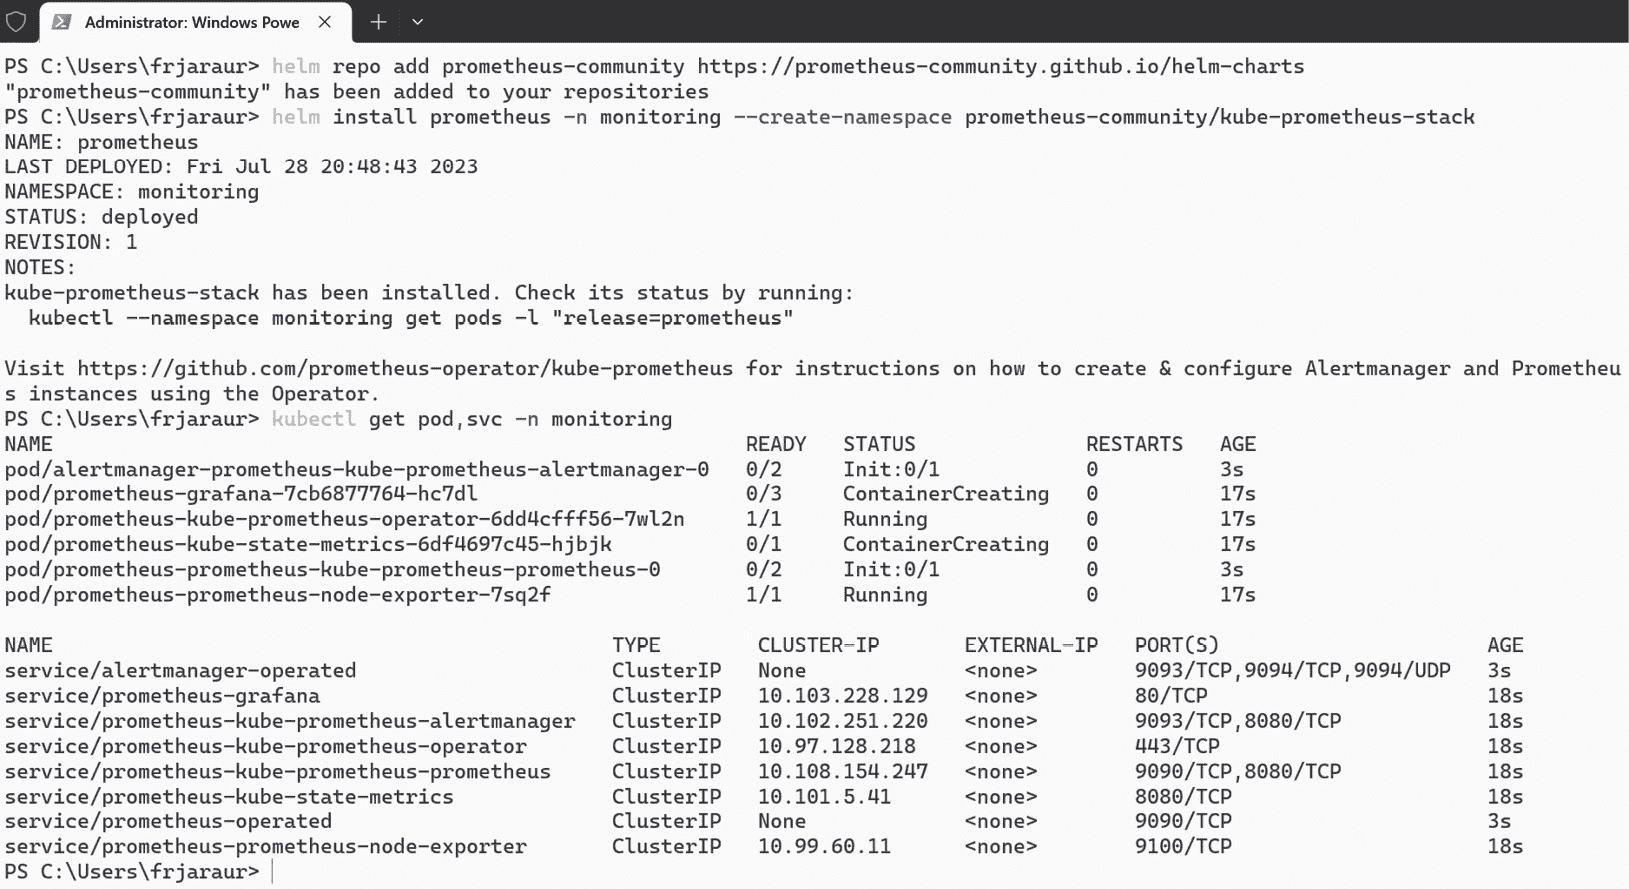 Administrator: Windows Powe
PS C:\Users\frjaraur> helm repo add prometheus-community https://prometheus-community.github.io/helm-charts
"prometheus-community" has been added to your repositories
PS C:\Users\frjaraur> helm install prometheus -n monitoring --create-namespace prometheus-community/kube-prometheus-stack
NAME: prometheus
LAST DEPLOYED: Fri Jul 28 20:48:43 2023
NAMESPACE: monitoring
STATUS: deployed
REVISION: 1
NOTES:
kube-prometheus-stack has been installed. Check its status by running:
  kubectl --namespace monitoring get pods -l "release=prometheus"

Visit https://github.com/prometheus-operator/kube-prometheus for instructions on how to create & configure Alertmanager and Prometheu
s instances using the Operator.
PS C:\Users\frjaraur> kubectl get pod,svc -n monitoring
NAME                                                         READY   STATUS              RESTARTS   AGE
pod/alertmanager-prometheus-kube-prometheus-alertmanager-0   0/2     Init:0/1            0          3s
pod/prometheus-grafana-7cb6877764-hc7dl                      0/3     ContainerCreating   0          17s
pod/prometheus-kube-prometheus-operator-6dd4cfff56-7wl2n     1/1     Running             0          17s
pod/prometheus-kube-state-metrics-6df4697c45-hjbjk           0/1     ContainerCreating   0          17s
pod/prometheus-prometheus-kube-prometheus-prometheus-0       0/2     Init:0/1            0          3s
pod/prometheus-prometheus-node-exporter-7sq2f                1/1     Running             0          17s

NAME                                              TYPE        CLUSTER-IP       EXTERNAL-IP   PORT(S)                      AGE
service/alertmanager-operated                     ClusterIP   None             <none>        9093/TCP,9094/TCP,9094/UDP   3s
service/prometheus-grafana                        ClusterIP   10.103.228.129   <none>        80/TCP                       18s
service/prometheus-kube-prometheus-alertmanager   ClusterIP   10.102.251.220   <none>        9093/TCP,8080/TCP            18s
service/prometheus-kube-prometheus-operator       ClusterIP   10.97.128.218    <none>        443/TCP                      18s
service/prometheus-kube-prometheus-prometheus     ClusterIP   10.108.154.247   <none>        9090/TCP,8080/TCP            18s
service/prometheus-kube-state-metrics             ClusterIP   10.101.5.41      <none>        8080/TCP                     18s
service/prometheus-operated                       ClusterIP   None             <none>        9090/TCP                     3s
service/prometheus-prometheus-node-exporter       ClusterIP   10.99.60.11      <none>        9100/TCP                     18s
PS C:\Users\frjaraur>